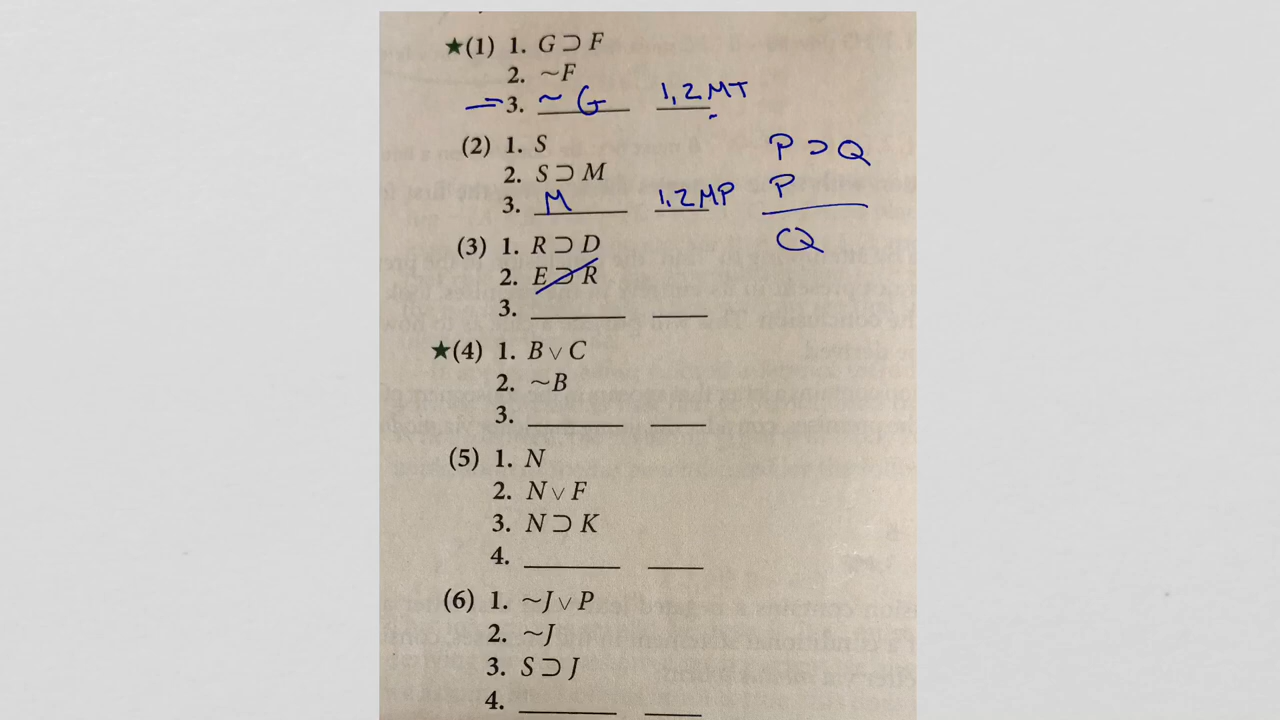 ★(1) 1. G ⊃ F
2. ~F
3. ~ G 1,2 MT
(2) 1. S
2. S ⊃ M
3. M 1,2 MP
P ⊃ Q
P
Q
(3) 1. R ⊃ D
2. E ⊃ R
3.
★(4) 1. B ∨ C
2. ~B
3.
(5) 1. N
2. N ∨ F
3. N ⊃ K
4.
(6) 1. ~J ∨ P
2. ~J
3. S ⊃ J
4.